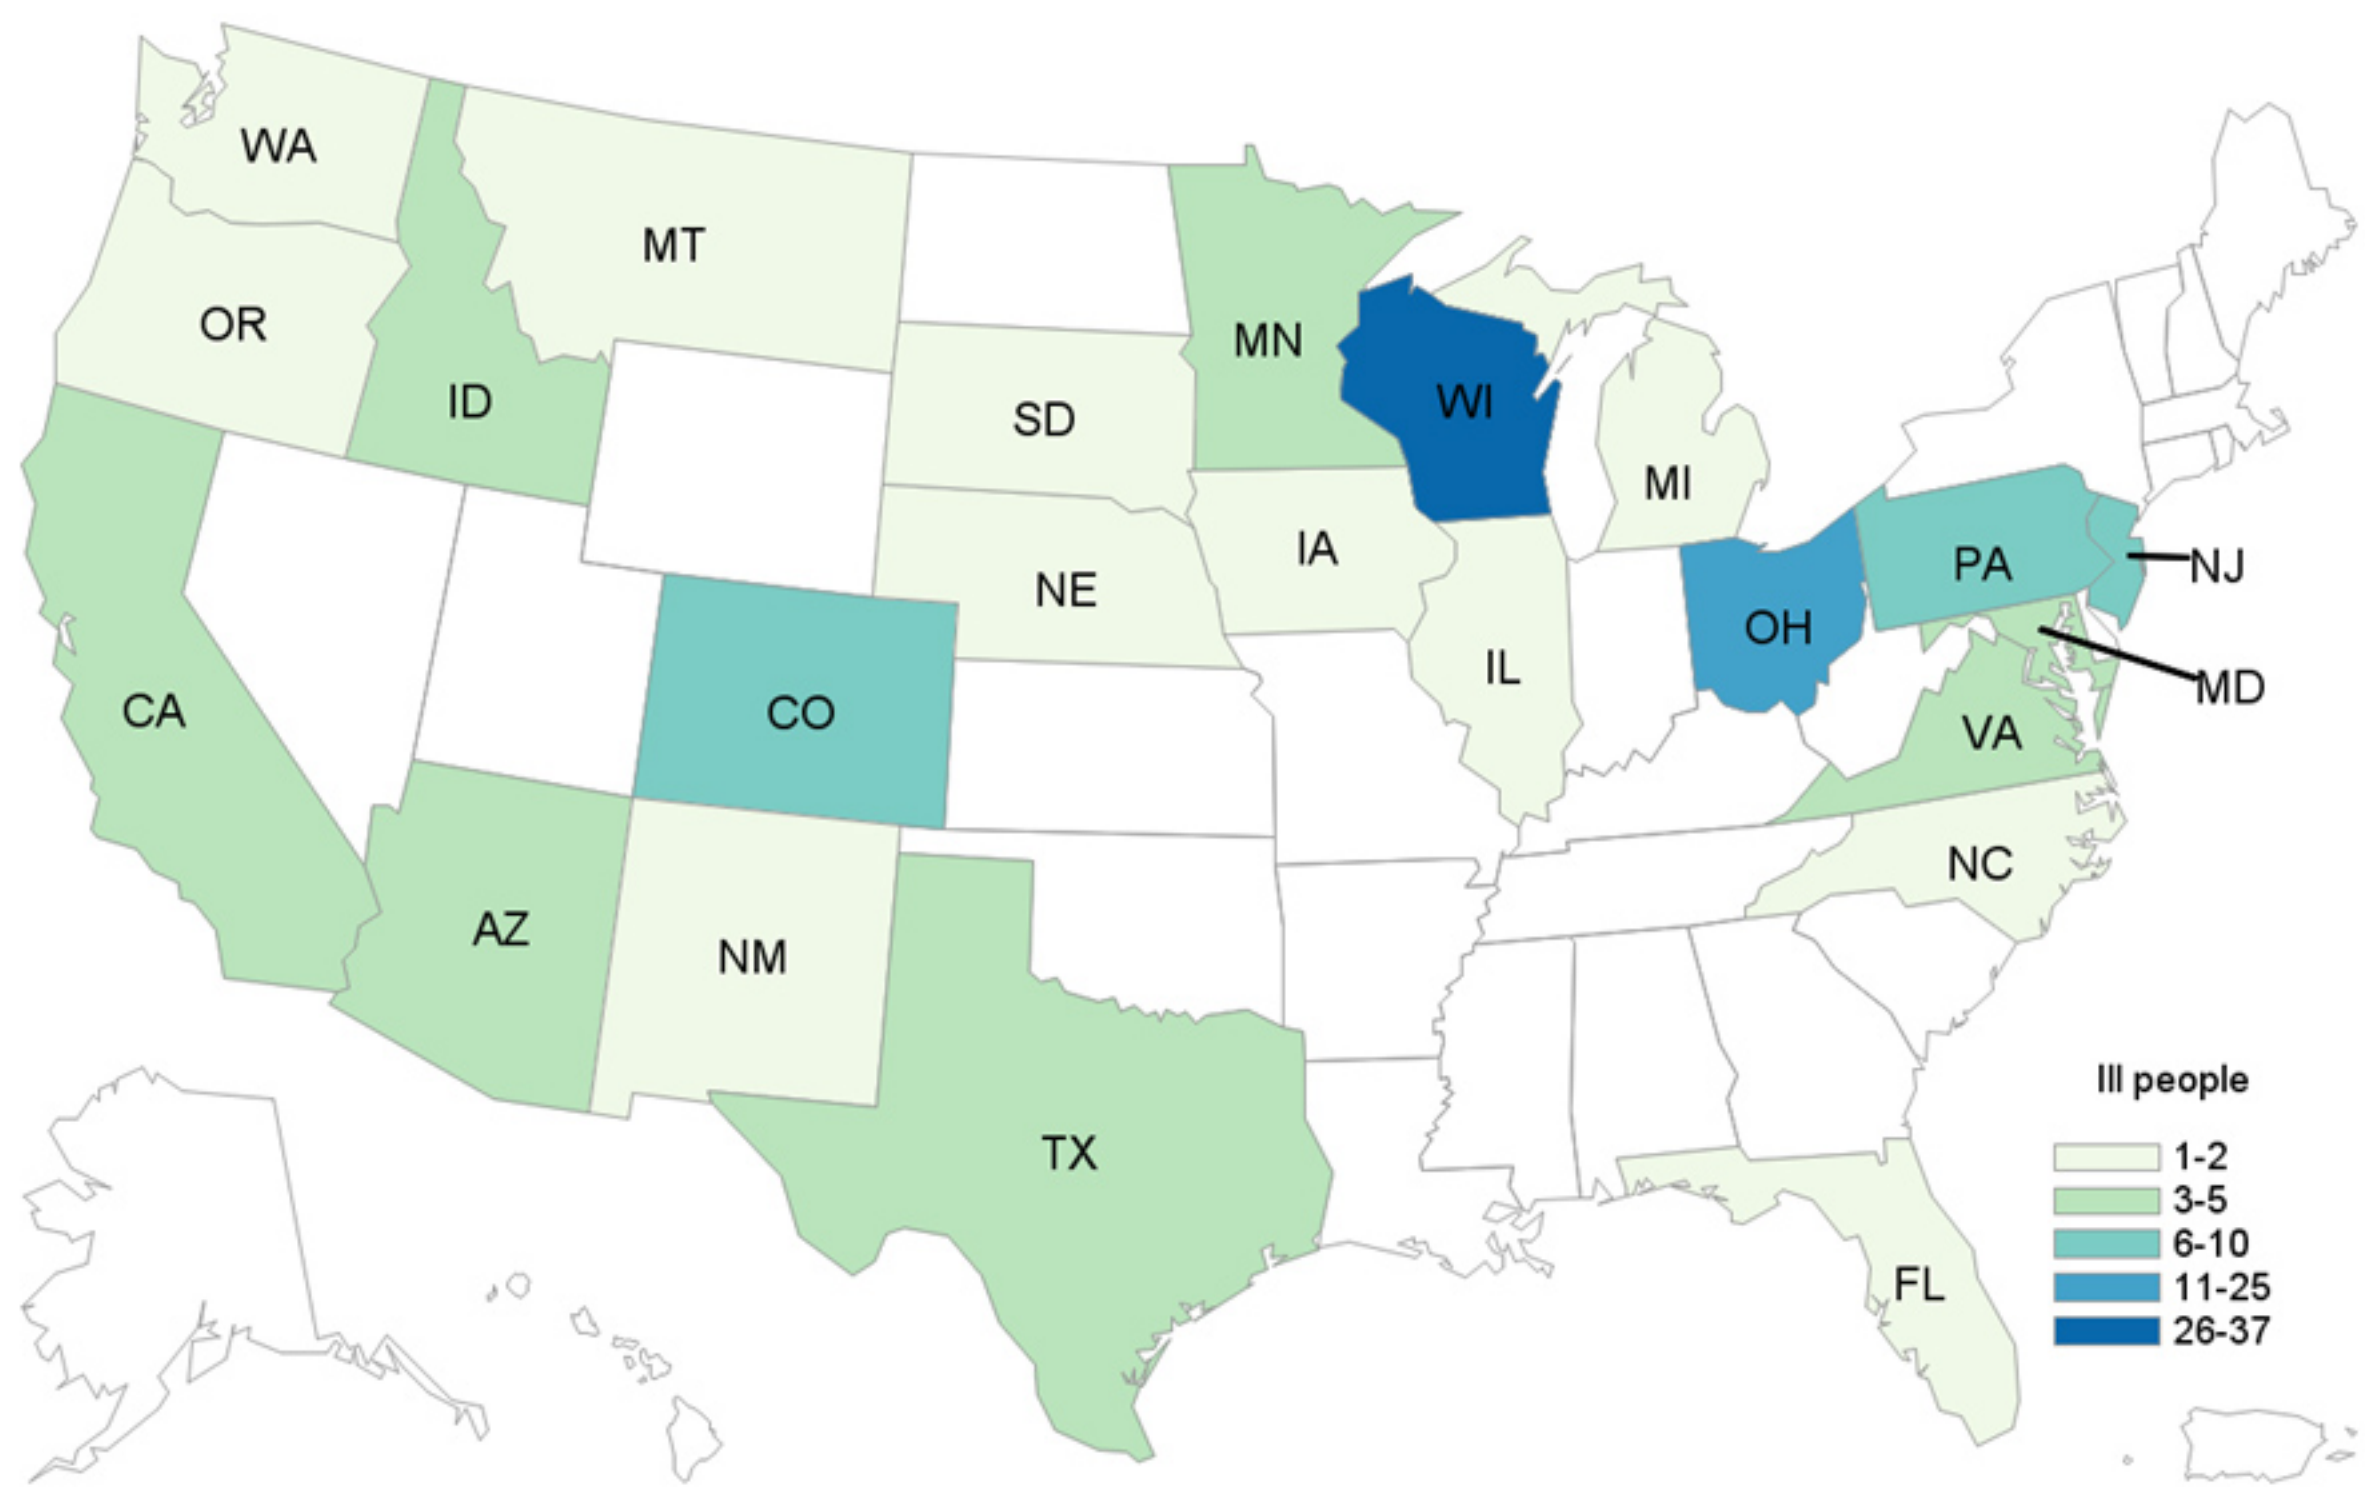 WA
MT
OR
ID
MN
SD
WI
MI
IA
NE
PA
NJ
OH
IL
MD
CA
CO
VA
NC
AZ
NM
TX
FL
Ill people
1-2
3-5
6-10
11-25
26-37